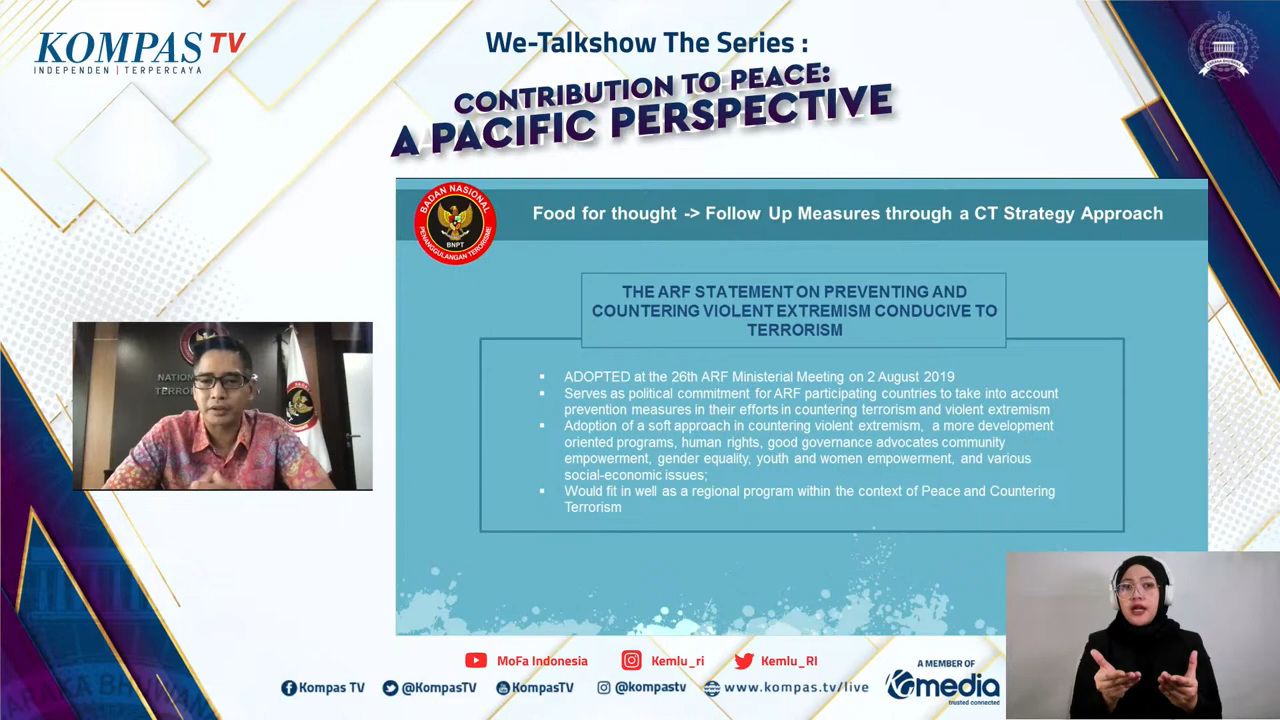 KOMPAS TV
INDEPENDEN | TERPERCAYA
We-Talkshow The Series :
CONTRIBUTION TO PEACE:
A PACIFIC PERSPECTIVE
BADAN NASIONAL
PENANGGULANGAN TERORISME
BNPT
Food for thought -> Follow Up Measures through a CT Strategy Approach
THE ARF STATEMENT ON PREVENTING AND
COUNTERING VIOLENT EXTREMISM CONDUCIVE TO
TERRORISM
▪ ADOPTED at the 26th ARF Ministerial Meeting on 2 August 2019
▪ Serves as political commitment for ARF participating countries to take into account
prevention measures in their efforts in countering terrorism and violent extremism
▪ Adoption of a soft approach in countering violent extremism, a more development
oriented programs, human rights, good governance advocates community
empowerment, gender equality, youth and women empowerment, and various
social-economic issues;
▪ Would fit in well as a regional program within the context of Peace and Countering
Terrorism
NATION
TERROR
MoFa Indonesia
Kemlu_ri
Kemlu_RI
Kompas TV
@KompasTV
KompasTV
@kompastv
www.kompas.tv/live
A MEMBER OF
media
trusted connected